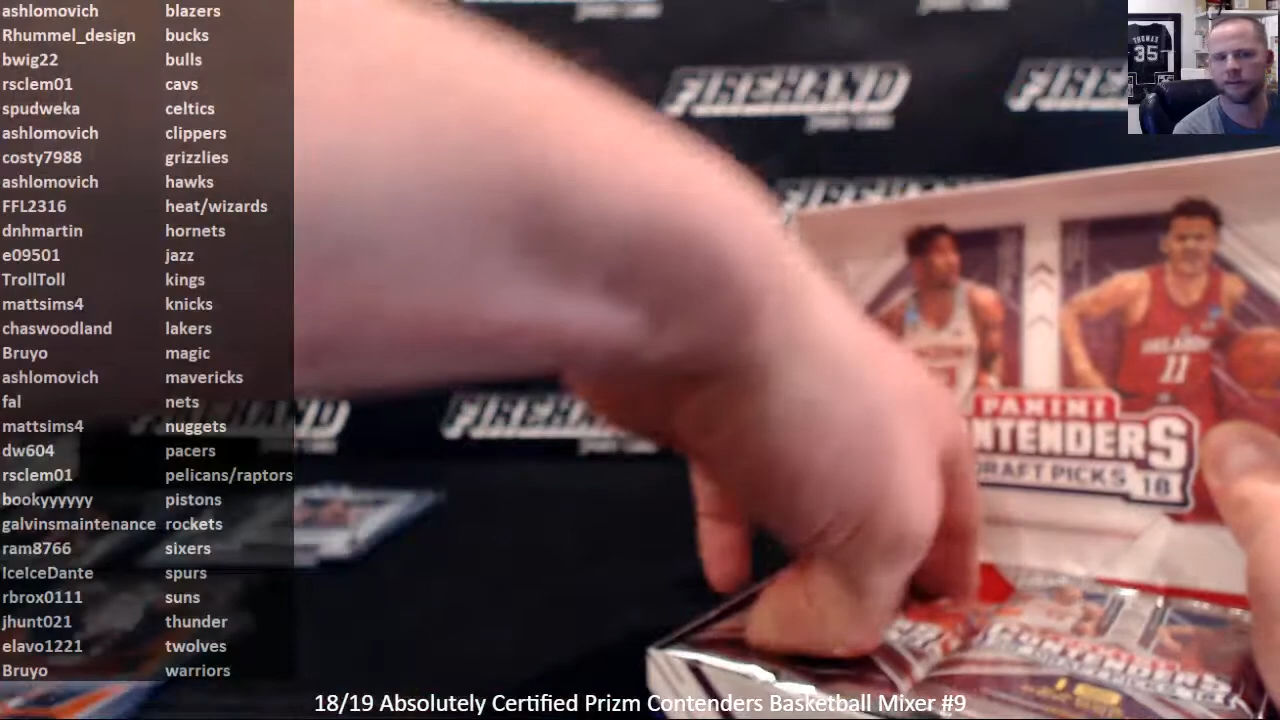 ashlomovich blazers
Rhummel_design bucks
bwig22 bulls
rsclem01 cavs
spudweka celtics
ashlomovich clippers
costy7988 grizzlies
ashlomovich hawks
FFL2316 heat/wizards
dnhmartin hornets
e09501 jazz
TrollToll kings
mattsims4 knicks
chaswoodland lakers
Bruyo magic
ashlomovich mavericks
fal nets
mattsims4 nuggets
dw604 pacers
rsclem01 pelicans/raptors
bookyyyyyy pistons
galvinsmaintenance rockets
ram8766 sixers
IceIceDante spurs
rbrox0111 suns
jhunt021 thunder
elavo1221 twolves
Bruyo warriors
FIREHAND
THOMAS
35
11
PANINI
NTENDERS
DRAFT PICKS 18
FIREHAND
18/19 Absolutely Certified Prizm Contenders Basketball Mixer #9